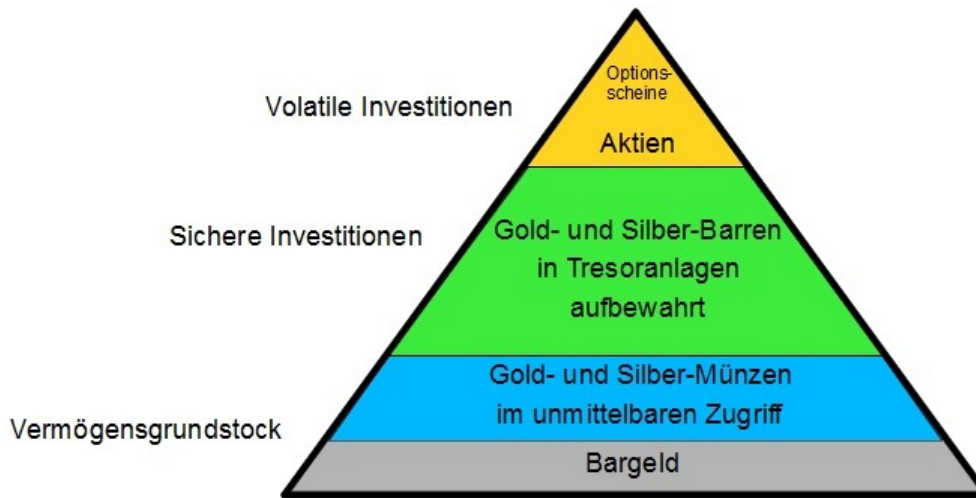 Options-
scheine
Volatile Investitionen
Aktien
Sichere Investitionen
Gold- und Silber-Barren
in Tresoranlagen
aufbewahrt
Gold- und Silber-Münzen
im unmittelbaren Zugriff
Vermögensgrundstock
Bargeld